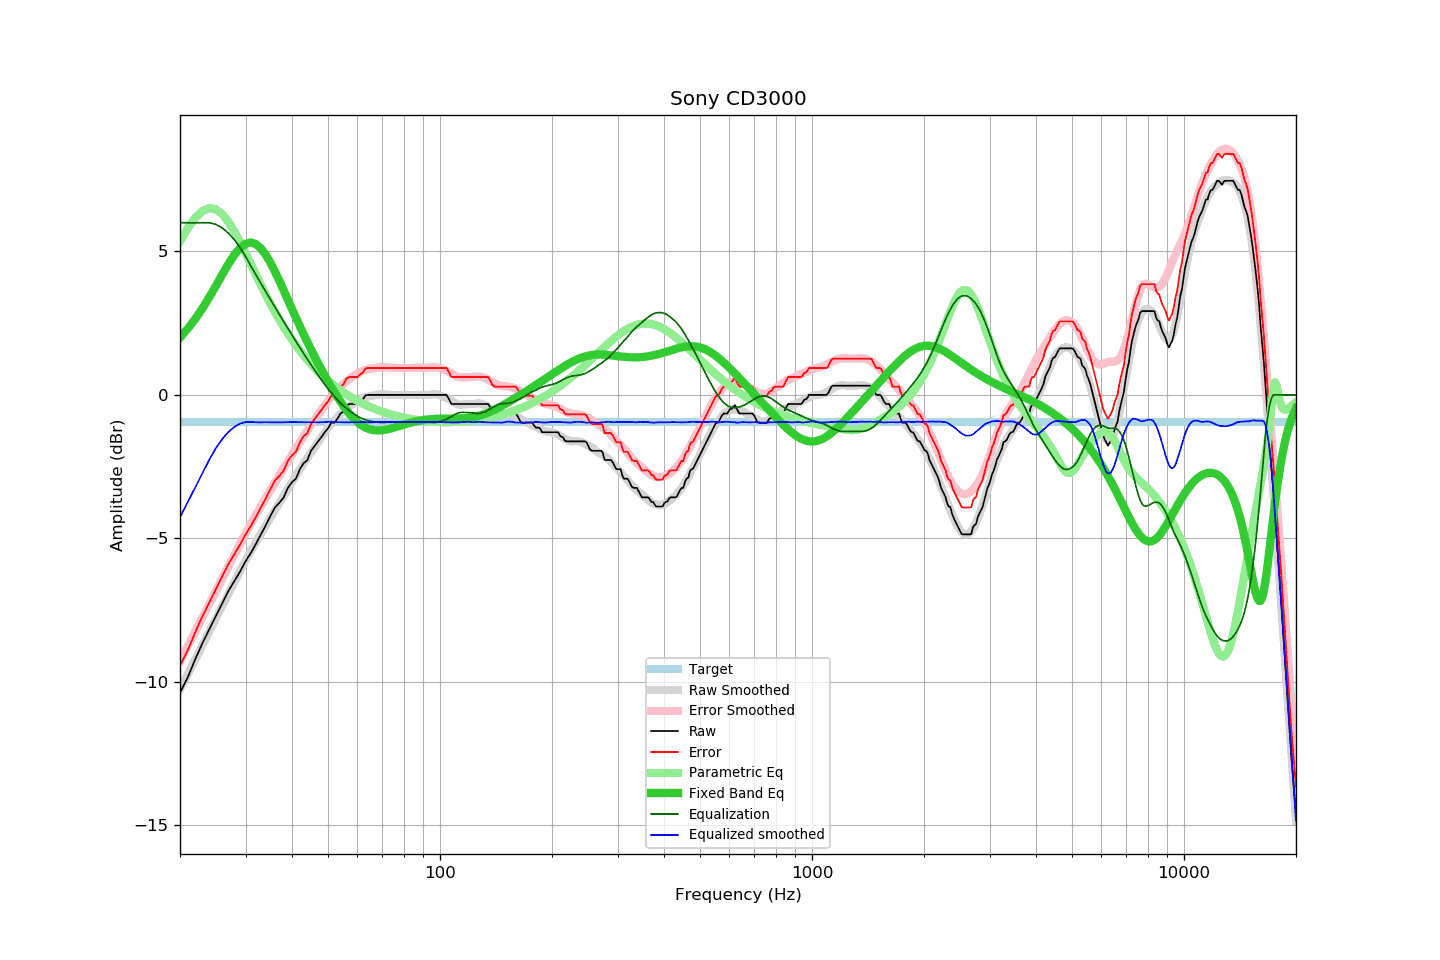 Sony CD3000
Amplitude (dBr)
5
0
−5
−10
−15
Target
Raw Smoothed
Error Smoothed
Raw
Error
Parametric Eq
Fixed Band Eq
Equalization
Equalized smoothed
100
1000
10000
Frequency (Hz)